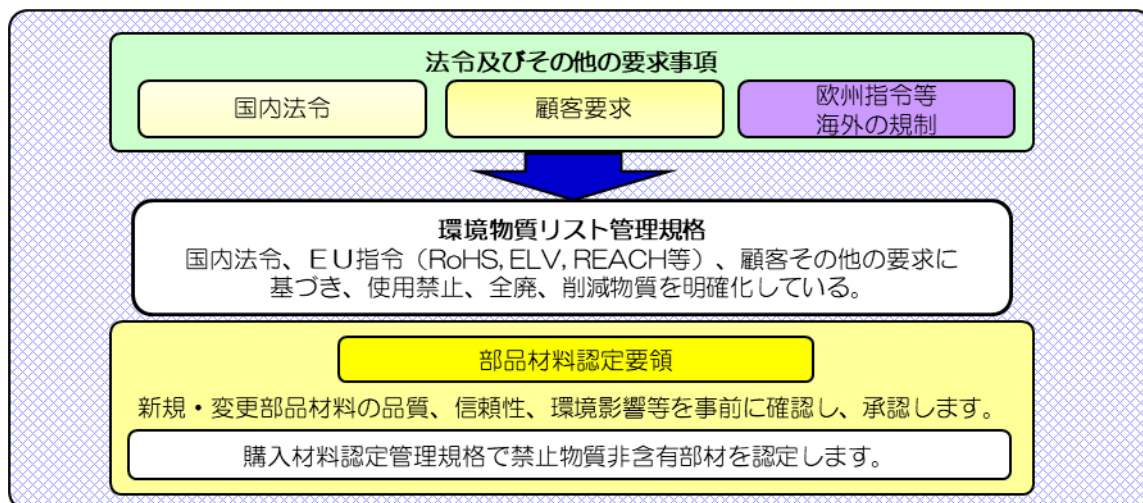 法令及びその他の要求事項
国内法令
顧客要求
欧州指令等
海外の規制
環境物質リスト管理規格
国内法令、ＥＵ指令（RoHS, ELV, REACH等）、顧客その他の要求に
基づき、使用禁止、全廃、削減物質を明確化している。
部品材料認定要領
新規・変更部品材料の品質、信頼性、環境影響等を事前に確認し、承認します。
購入材料認定管理規格で禁止物質非含有部材を認定します。